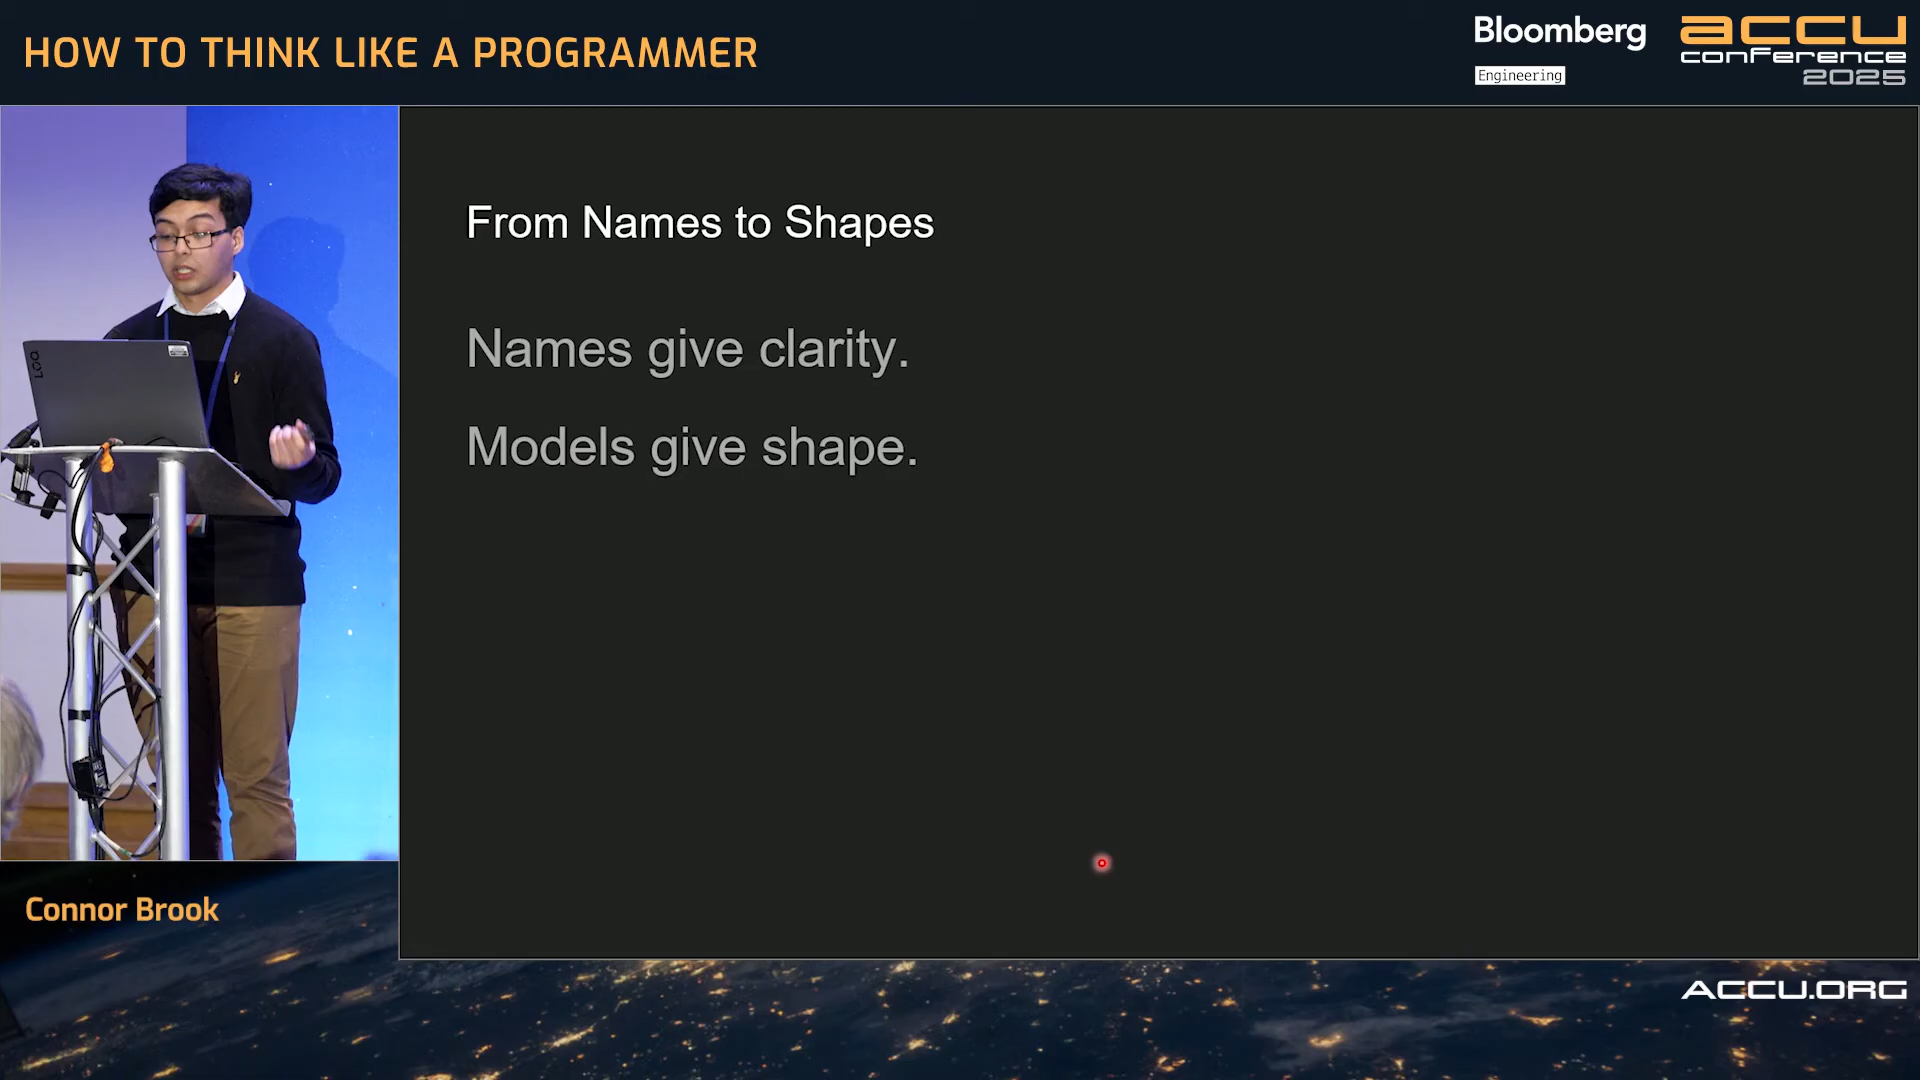 HOW TO THINK LIKE A PROGRAMMER
Bloomberg
Engineering
accu
conference
2025
From Names to Shapes
Names give clarity.
Models give shape.
LOQ
Connor Brook
ACCU.ORG